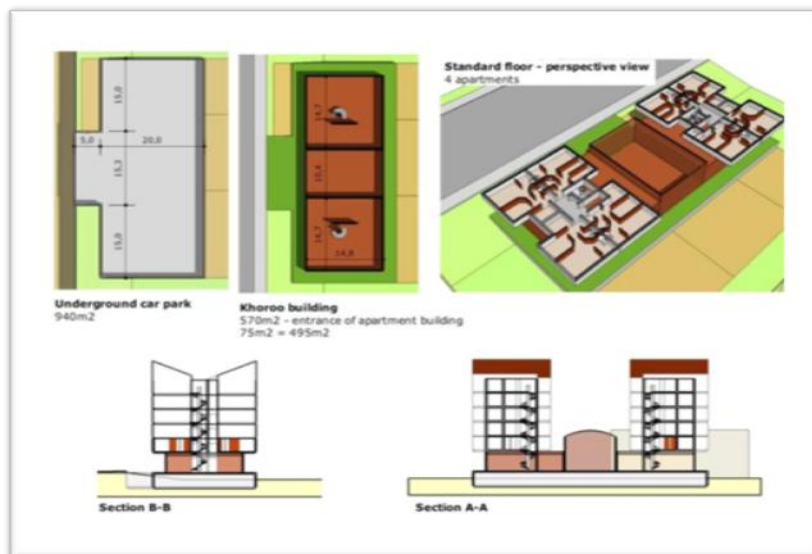 Standard floor - perspective view
4 apartments
15,0
5,0
20,0
15,3
15,0
14,7
10,4
14,7
14,8
Underground car park
940m2
Khoroo building
570m2 - entrance of apartment building
75m2 = 495m2
Section B-B
Section A-A